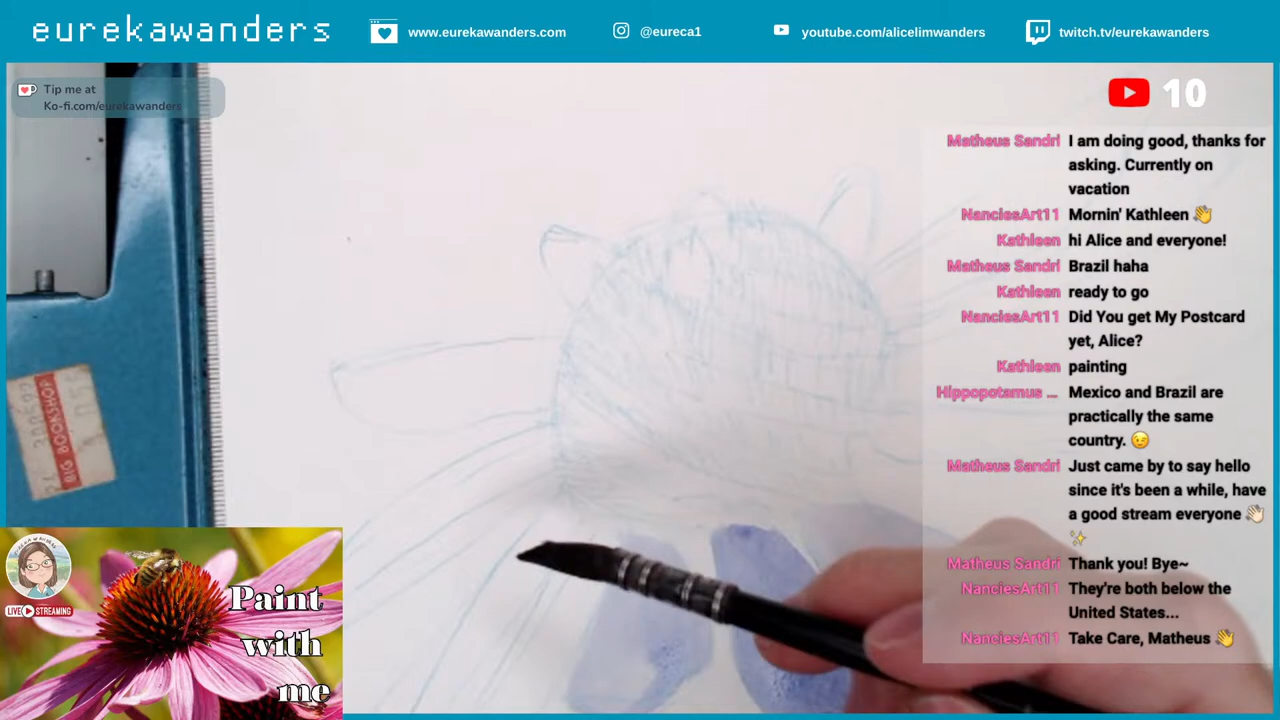 eurekawanders
www.eurekawanders.com
@eureca1
youtube.com/alicelimwanders
twitch.tv/eurekawanders
Tip me at
Ko-fi.com/eurekawanders
10
Matheus Sandri I am doing good, thanks for
asking. Currently on
vacation
NanciesArt11 Mornin' Kathleen 👋
Kathleen hi Alice and everyone!
Matheus Sandri Brazil haha
Kathleen ready to go
NanciesArt11 Did You get My Postcard
yet, Alice?
Kathleen painting
Hippopotamus ... Mexico and Brazil are
practically the same
country. 😉
Matheus Sandri Just came by to say hello
since it's been a while, have
a good stream everyone 👋🏻
✨
Matheus Sandri Thank you! Bye~
NanciesArt11 They're both below the
United States...
NanciesArt11 Take Care, Matheus 👋
BIG BOOKSHOP
LIVE STREAMING
Paint
with
me